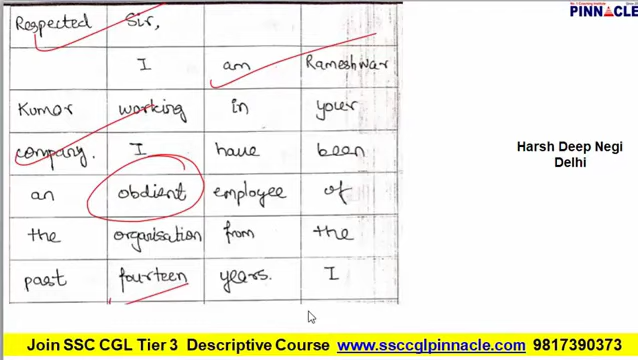 PINNACLE
Respected Sir,
I am Rameshwar
Kumar working in your
company. I have been
an obdient employee of
the organisation from the
past fourteen years. I
Harsh Deep Negi
Delhi
Join SSC CGL Tier 3 Descriptive Course www.ssccglpinnacle.com 9817390373